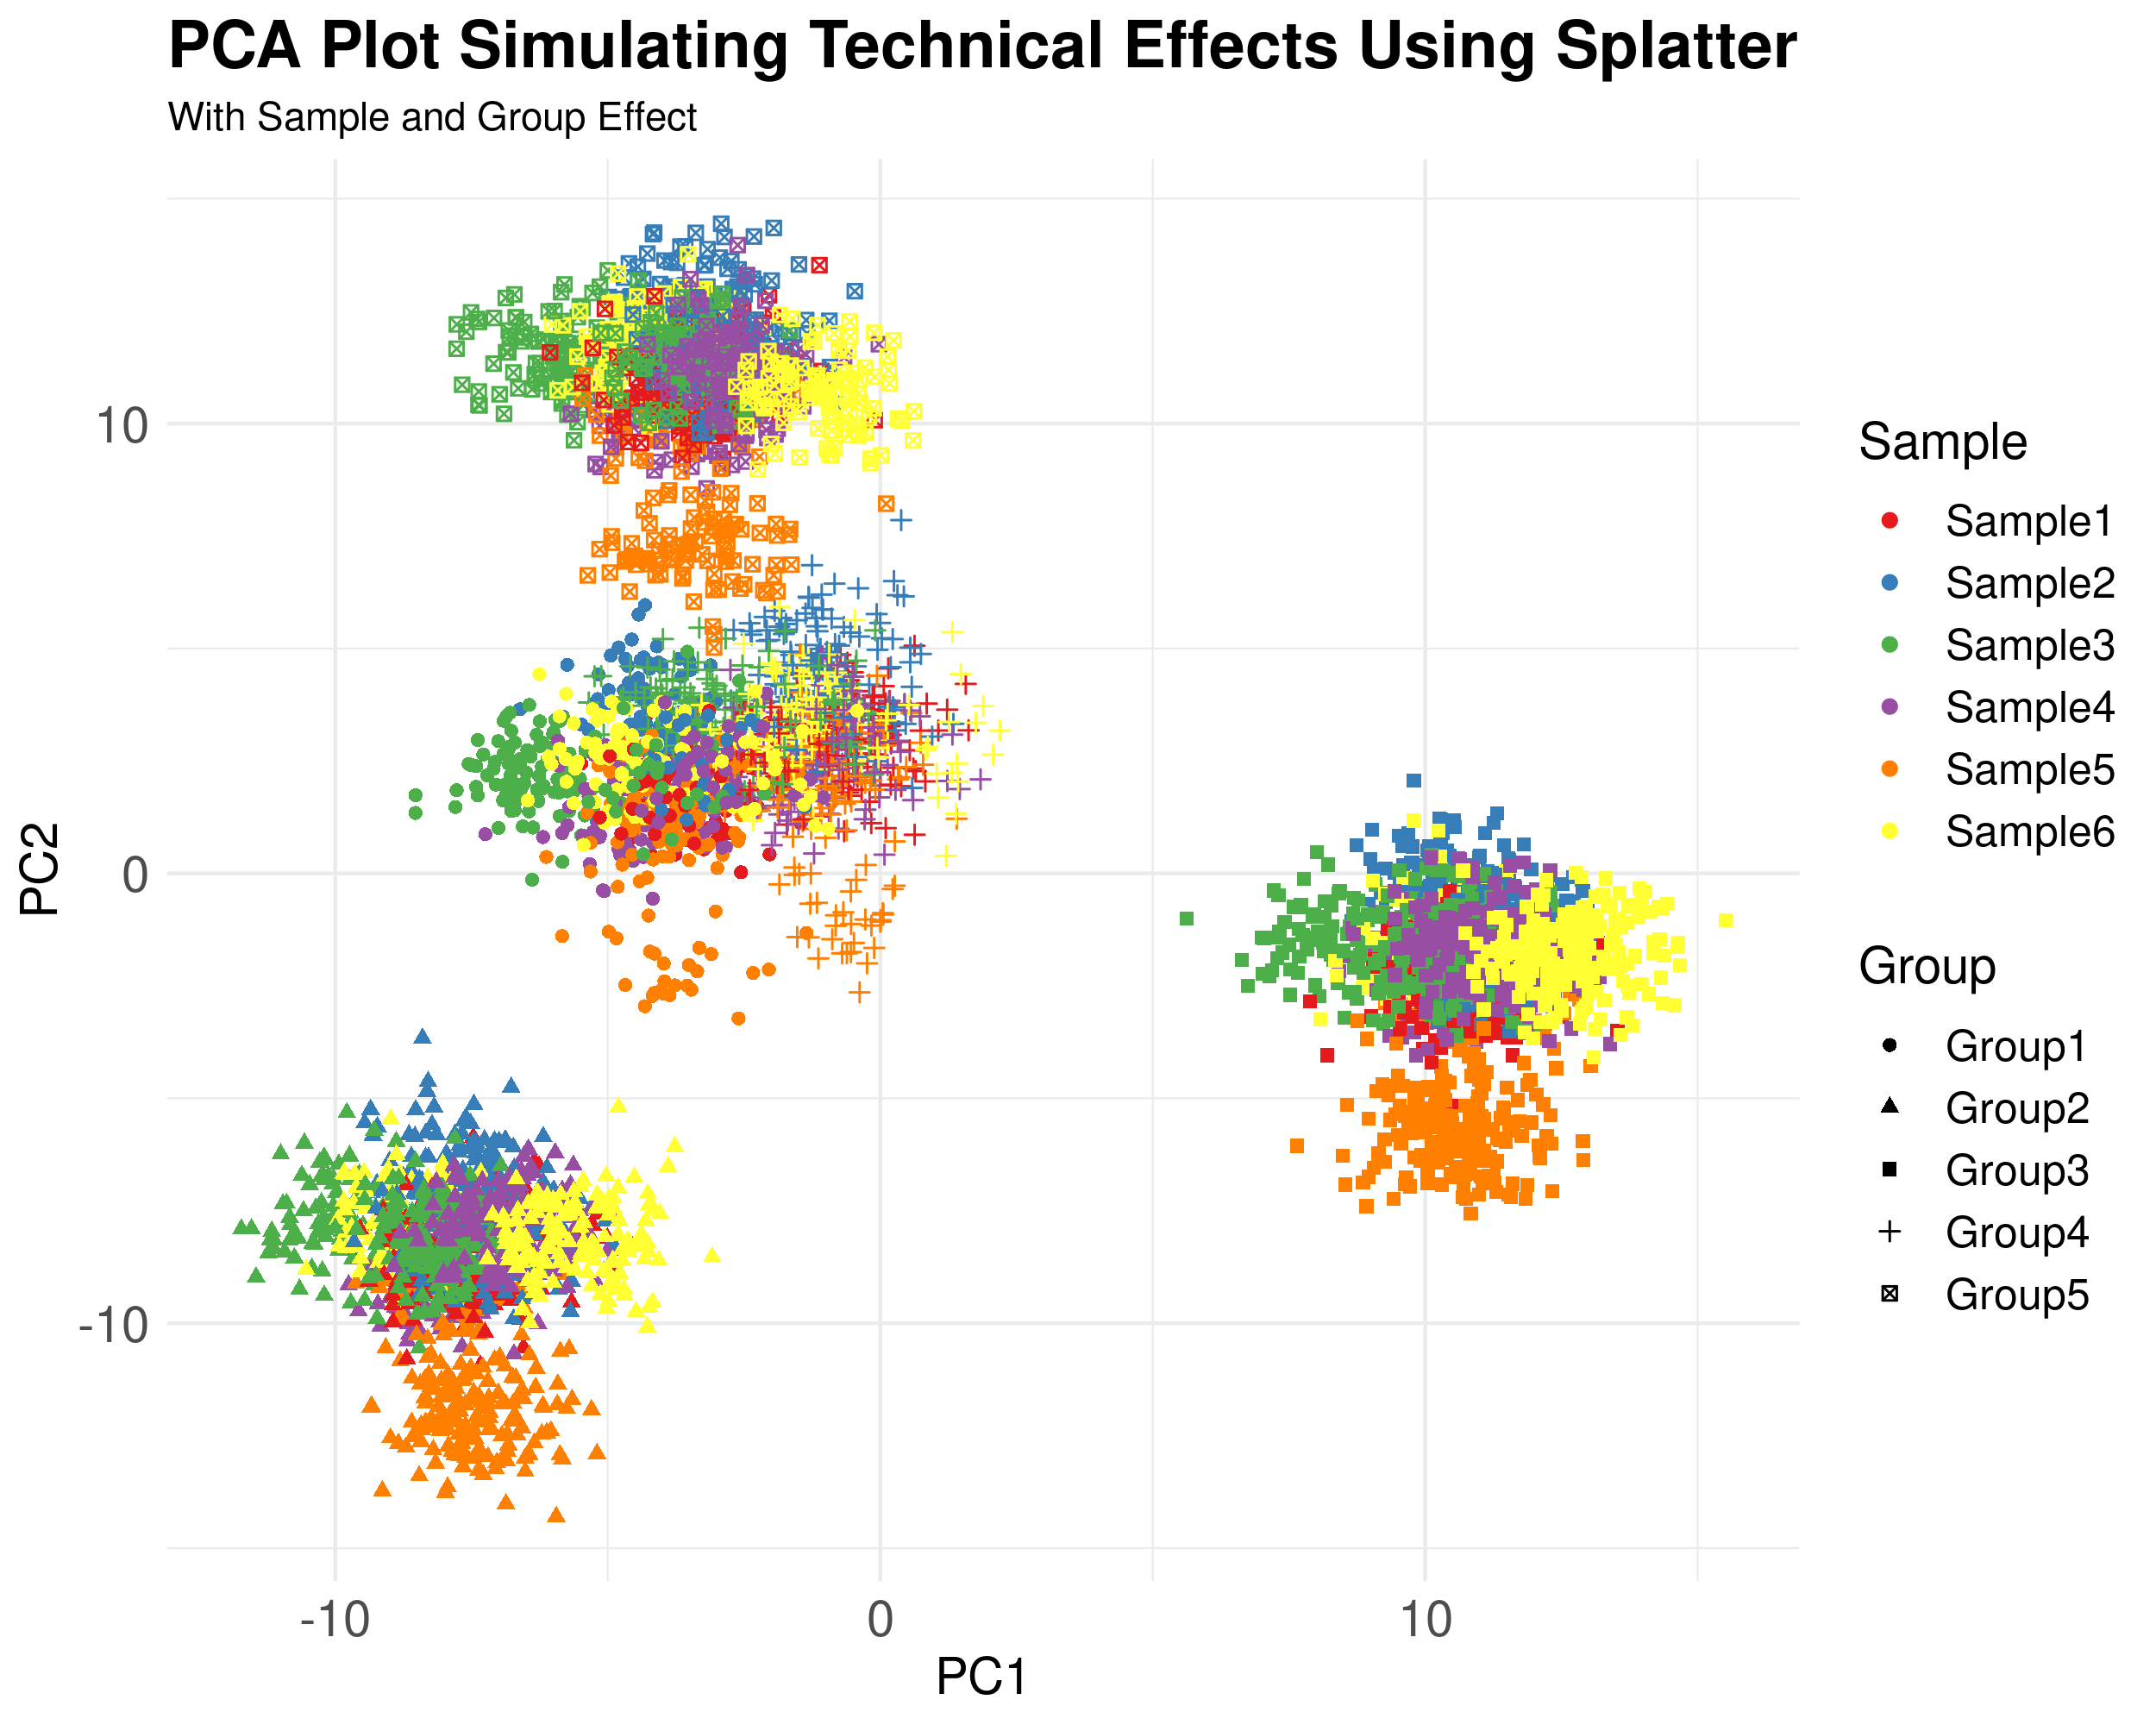 PCA Plot Simulating Technical Effects Using Splatter
With Sample and Group Effect
10
0
-10
PC2
-10
0
10
PC1
Sample
Sample1
Sample2
Sample3
Sample4
Sample5
Sample6
Group
Group1
Group2
Group3
Group4
Group5